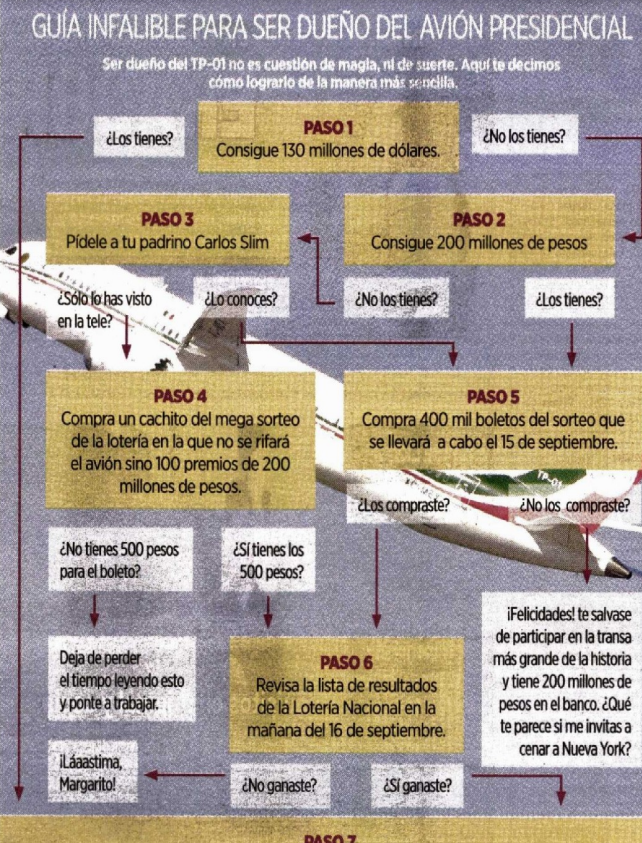 GUÍA INFALIBLE PARA SER DUEÑO DEL AVIÓN PRESIDENCIAL
Ser dueño del TP-01 no es cuestión de magia, ni de suerte. Aquí te decimos
cómo lograrlo de la manera más sencilla.
¿Los tienes?
PASO 1
Consigue 130 millones de dólares.
¿No los tienes?
PASO 3
Pídele a tu padrino Carlos Slim
PASO 2
Consigue 200 millones de pesos
¿Sólo lo has visto
en la tele?
¿Lo conoces?
¿No los tienes?
¿Los tienes?
PASO 4
Compra un cachito del mega sorteo
de la lotería en la que no se rifará
el avión sino 100 premios de 200
millones de pesos.
PASO 5
Compra 400 mil boletos del sorteo que
se llevará a cabo el 15 de septiembre.
TP-01
¿Los compraste?
¿No los compraste?
¿No tienes 500 pesos
para el boleto?
¿Sí tienes los
500 pesos?
Deja de perder
el tiempo leyendo esto
y ponte a trabajar.
PASO 6
Revisa la lista de resultados
de la Lotería Nacional en la
mañana del 16 de septiembre.
¡Felicidades! te salvase
de participar en la transa
más grande de la historia
y tiene 200 millones de
pesos en el banco. ¿Qué
te parece si me invitas a
cenar a Nueva York?
¡Láaastima,
Margarito!
¿No ganaste?
¿Sí ganaste?
PASO 7